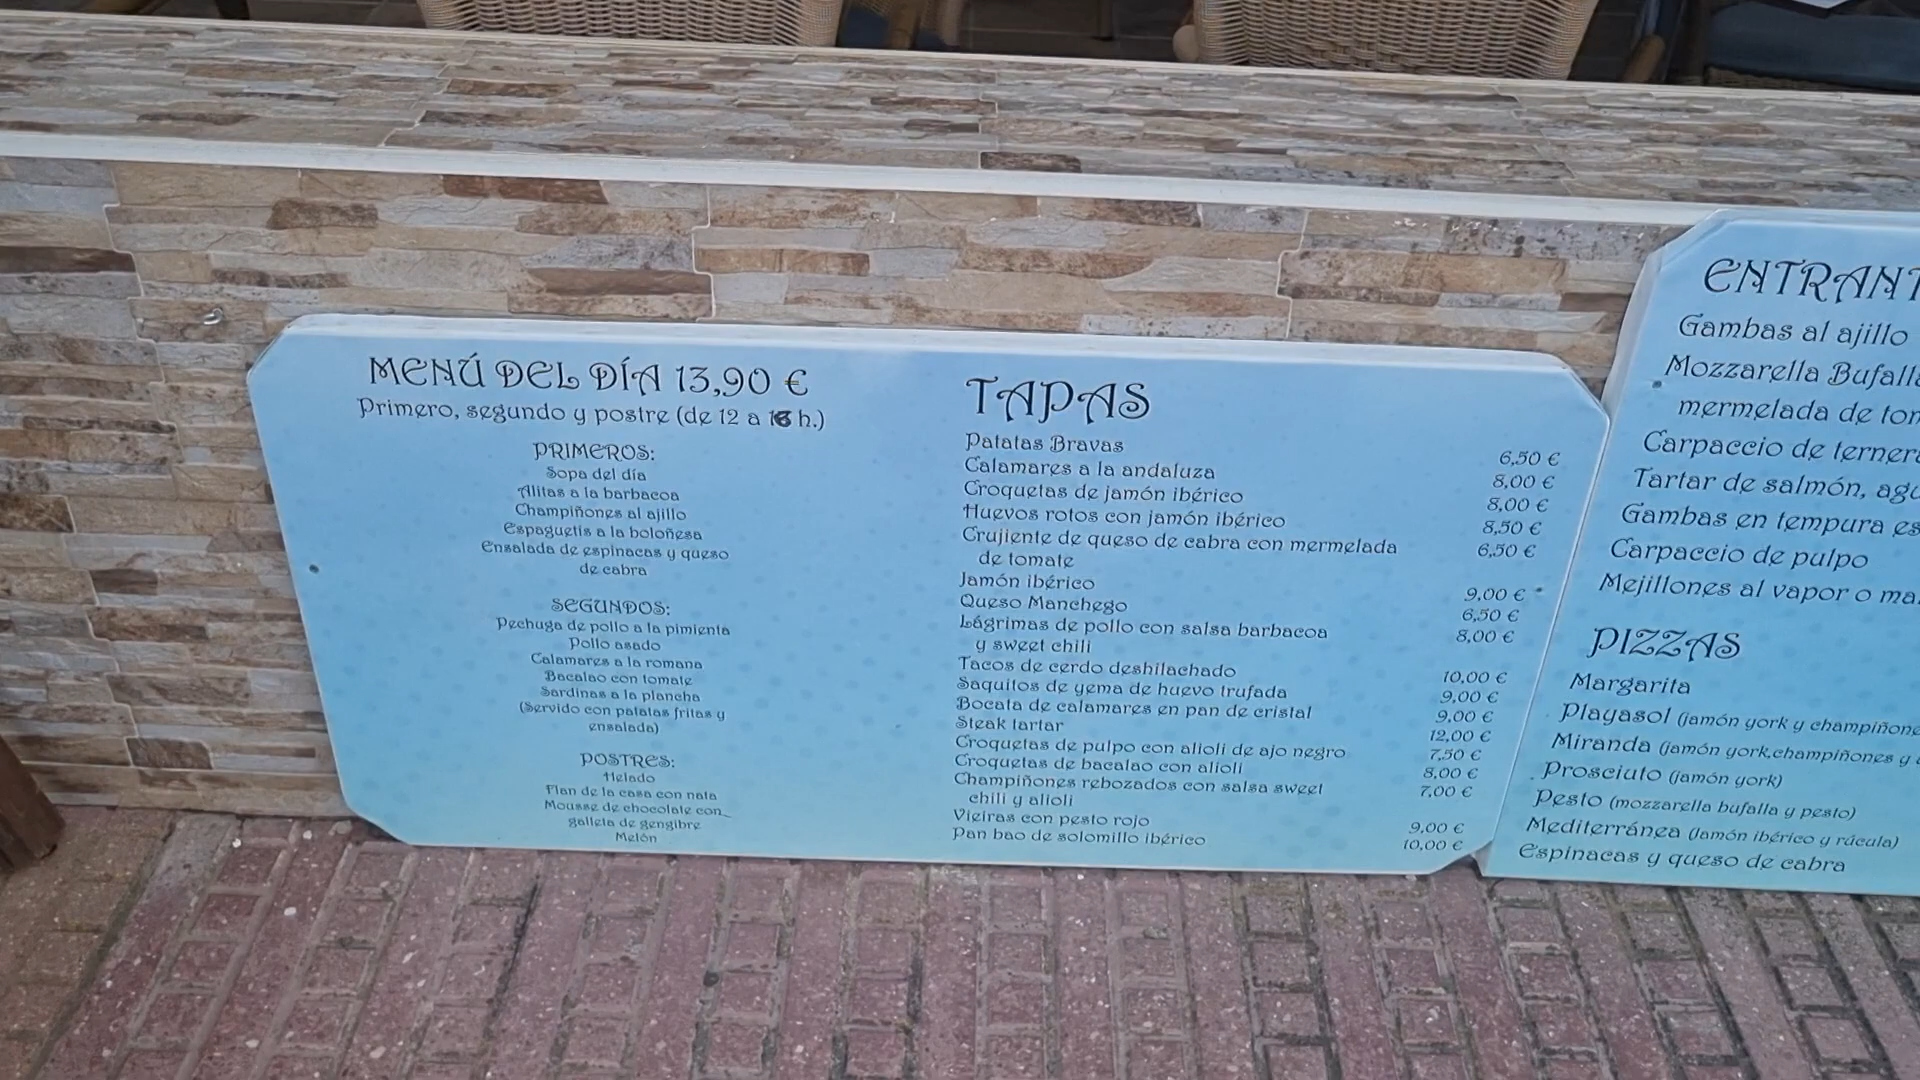 MENÚ DEL DÍA 13,90 €
Primero, segundo y postre (de 12 a 16 h.)
PRIMEROS:
Sopa del día
Alitas a la barbacoa
Champiñones al ajillo
Espaguetis a la boloñesa
Ensalada de espinacas y queso
de cabra
SEGUNDOS:
Pechuga de pollo a la pimienta
Pollo asado
Calamares a la romana
Bacalao con tomate
Sardinas a la plancha
(Servido con patatas fritas y
ensalada)
POSTRES:
Helado
Flan de la casa con nata
Mousse de chocolate con
galleta de gengibre
Melón
TAPAS
Patatas Bravas 6,50 €
Calamares a la andaluza 8,00 €
Croquetas de jamón ibérico 8,00 €
Huevos rotos con jamón ibérico 8,50 €
Crujiente de queso de cabra con mermelada 6,50 €
de tomate
Jamón ibérico 9,00 €
Queso Manchego 6,50 €
Lágrimas de pollo con salsa barbacoa 8,00 €
y sweet chili
Tacos de cerdo deshilachado 10,00 €
Saquitos de yema de huevo trufada 9,00 €
Bocata de calamares en pan de cristal 9,00 €
Steak tartar 12,00 €
Croquetas de pulpo con alioli de ajo negro 7,50 €
Croquetas de bacalao con alioli 8,00 €
Champiñones rebozados con salsa sweet 7,00 €
chili y alioli
Vieiras con pesto rojo 9,00 €
Pan bao de solomillo ibérico 10,00 €
ENTRANT
Gambas al ajillo
Mozzarella Bufalla
mermelada de tom
Carpaccio de ternera
Tartar de salmón, agu
Gambas en tempura es
Carpaccio de pulpo
Mejillones al vapor o ma
PIZZAS
Margarita
Playasol (jamón york y champiñone
Miranda (jamón york,champiñones y
Prosciuto (jamón york)
Pesto (mozzarella bufalla y pesto)
Mediterránea (Jamón ibérico y rúcula)
Espinacas y queso de cabra